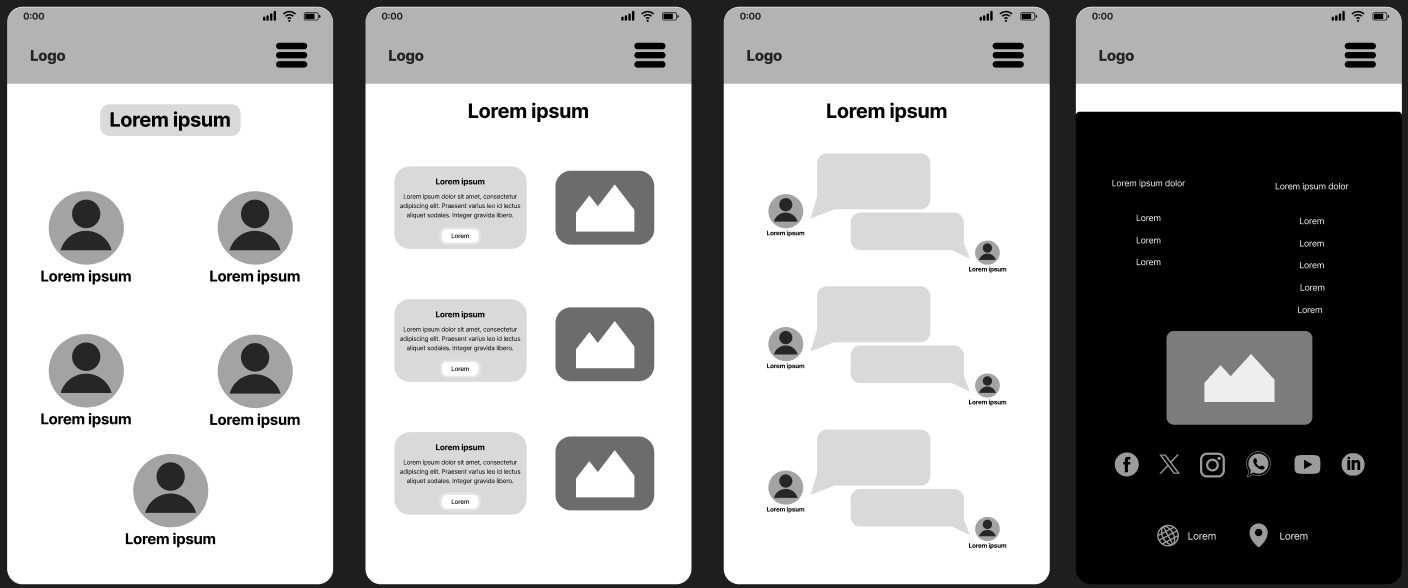 0:00
Logo
Lorem ipsum
Lorem ipsum
Lorem ipsum
Lorem ipsum
Lorem ipsum
Lorem ipsum
0:00
Logo
Lorem ipsum
Lorem ipsum
Lorem ipsum dolor sit amet, consectetur
adipiscing elit. Praesent varius leo id lectus
aliquet sodales. Integer gravida libero.
Lorem
Lorem ipsum
Lorem ipsum dolor sit amet, consectetur
adipiscing elit. Praesent varius leo id lectus
aliquet sodales. Integer gravida libero.
Lorem
Lorem ipsum
Lorem ipsum dolor sit amet, consectetur
adipiscing elit. Praesent varius leo id lectus
aliquet sodales. Integer gravida libero.
Lorem
0:00
Logo
Lorem ipsum
Lorem ipsum
Lorem ipsum
Lorem ipsum
Lorem ipsum
Lorem ipsum
Lorem ipsum
0:00
Logo
Lorem ipsum dolor
Lorem
Lorem
Lorem
Lorem ipsum dolor
Lorem
Lorem
Lorem
Lorem
Lorem
Lorem
Lorem